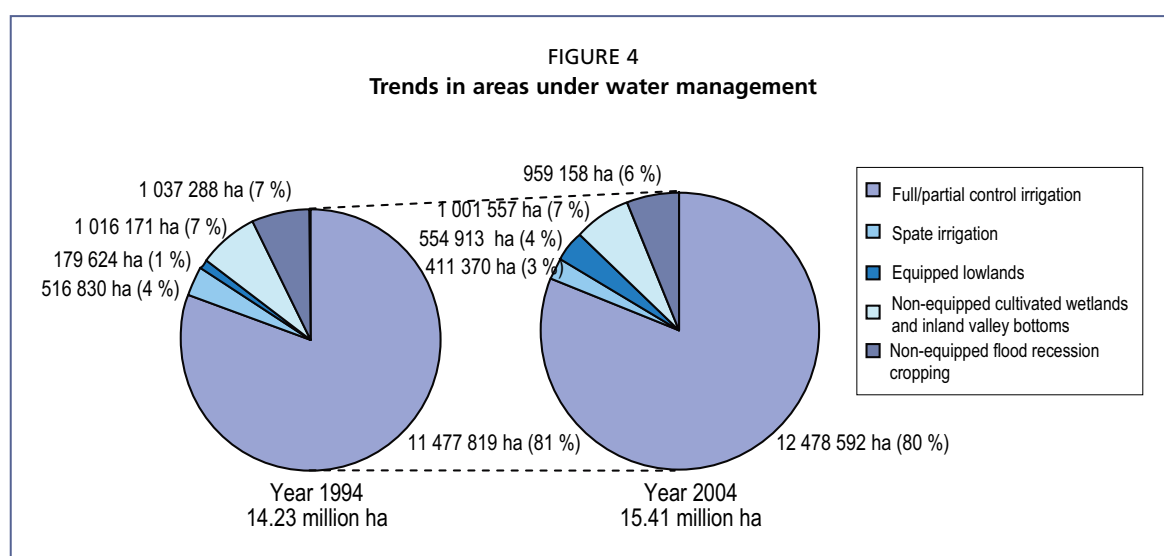 FIGURE 4
Trends in areas under water management
1 037 288 ha (7 %)
1 016 171 ha (7 %)
179 624 ha (1 %)
516 830 ha (4 %)
11 477 819 ha (81 %)
Year 1994
14.23 million ha
959 158 ha (6 %)
1 001 557 ha (7 %)
554 913 ha (4 %)
411 370 ha (3 %)
12 478 592 ha (80 %)
Year 2004
15.41 million ha
Full/partial control irrigation
Spate irrigation
Equipped lowlands
Non-equipped cultivated wetlands
and inland valley bottoms
Non-equipped flood recession
cropping